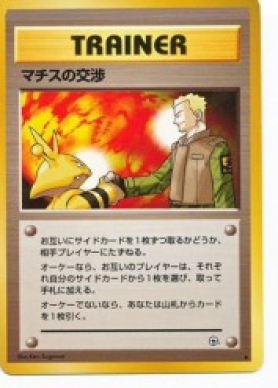 TRAINER
マチスの交渉
お互いにサイドカードを1枚ずつ取るかどうか、
相手プレイヤーにたずねる。
オーケーなら、お互いのプレイヤーは、それぞ
れ自分のサイドカードから1枚を選び、取って
手札に加える。
オーケーでないなら、あなたは山札からカード
を1枚引く。
Illus. Ken Sugimori